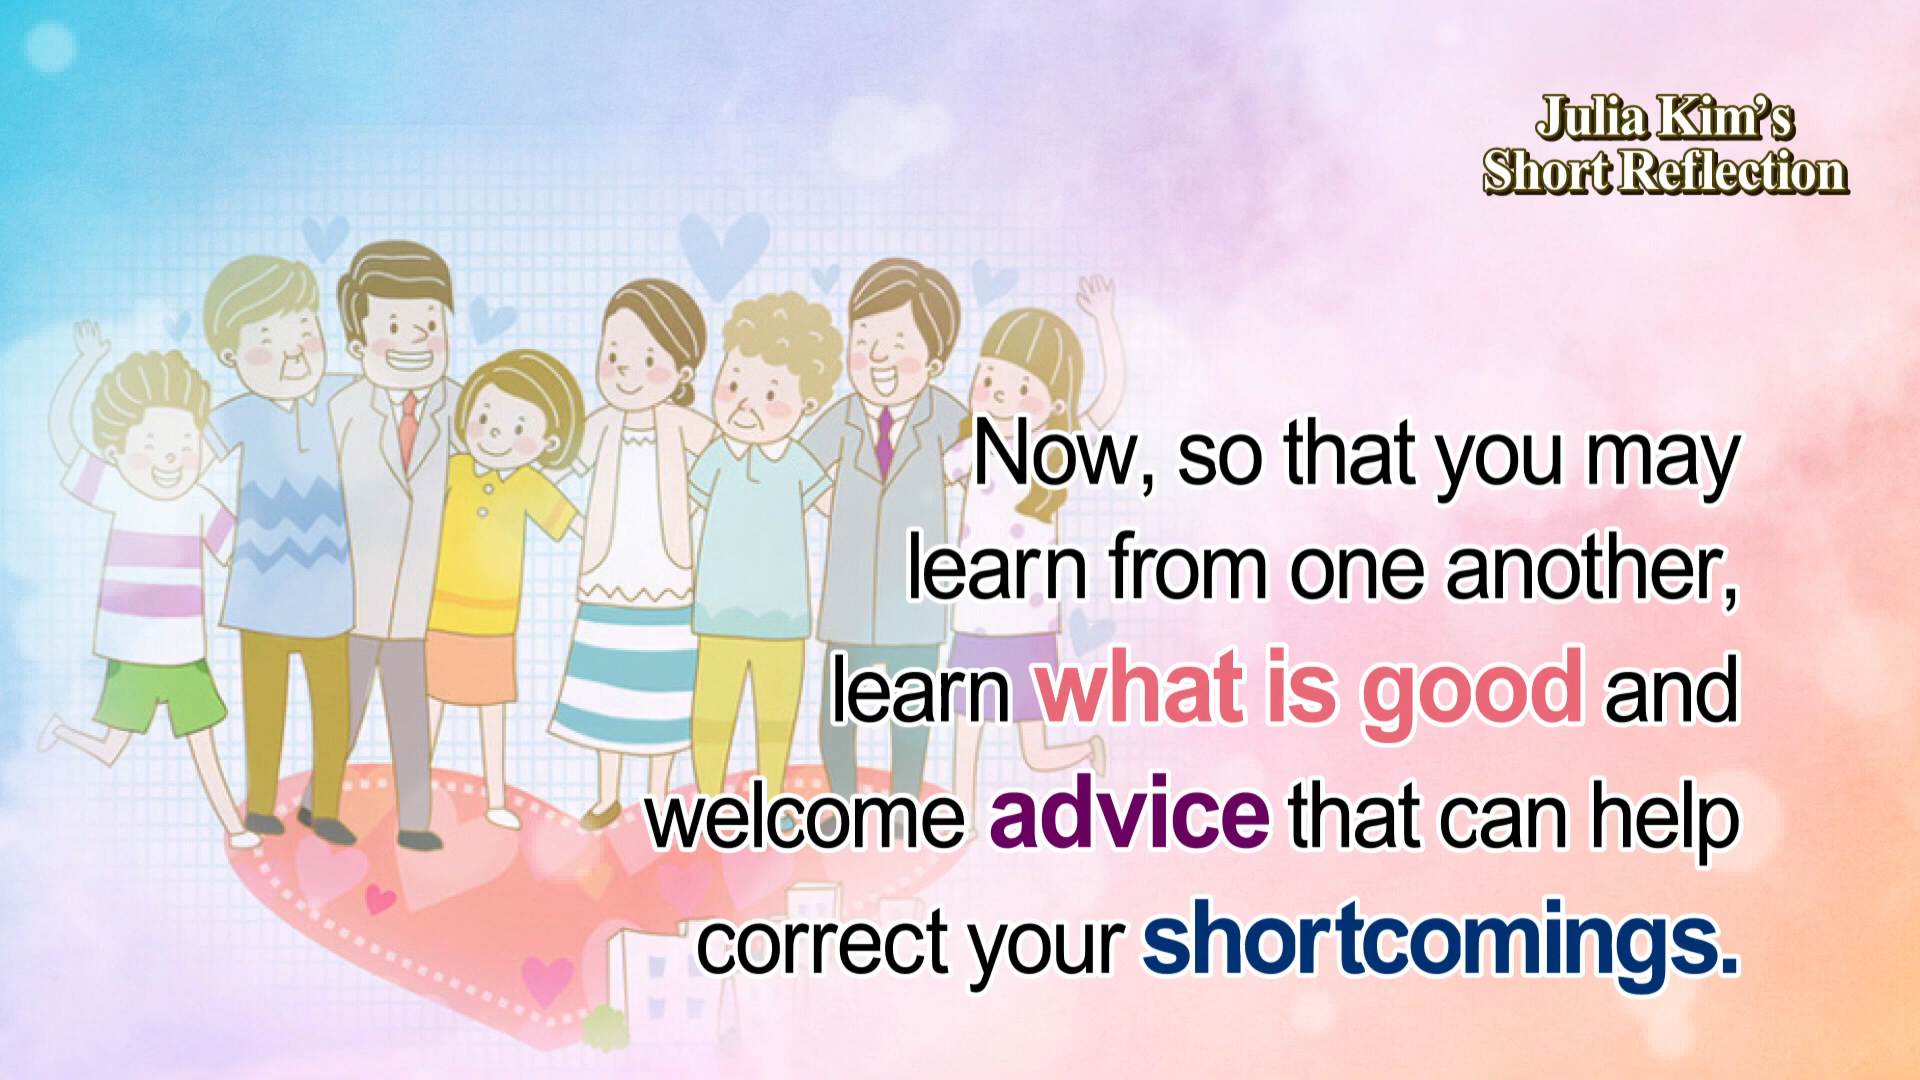 Julia Kim's
Short Reflection
Now, so that you may
learn from one another,
learn what is good and
welcome advice that can help
correct your shortcomings.